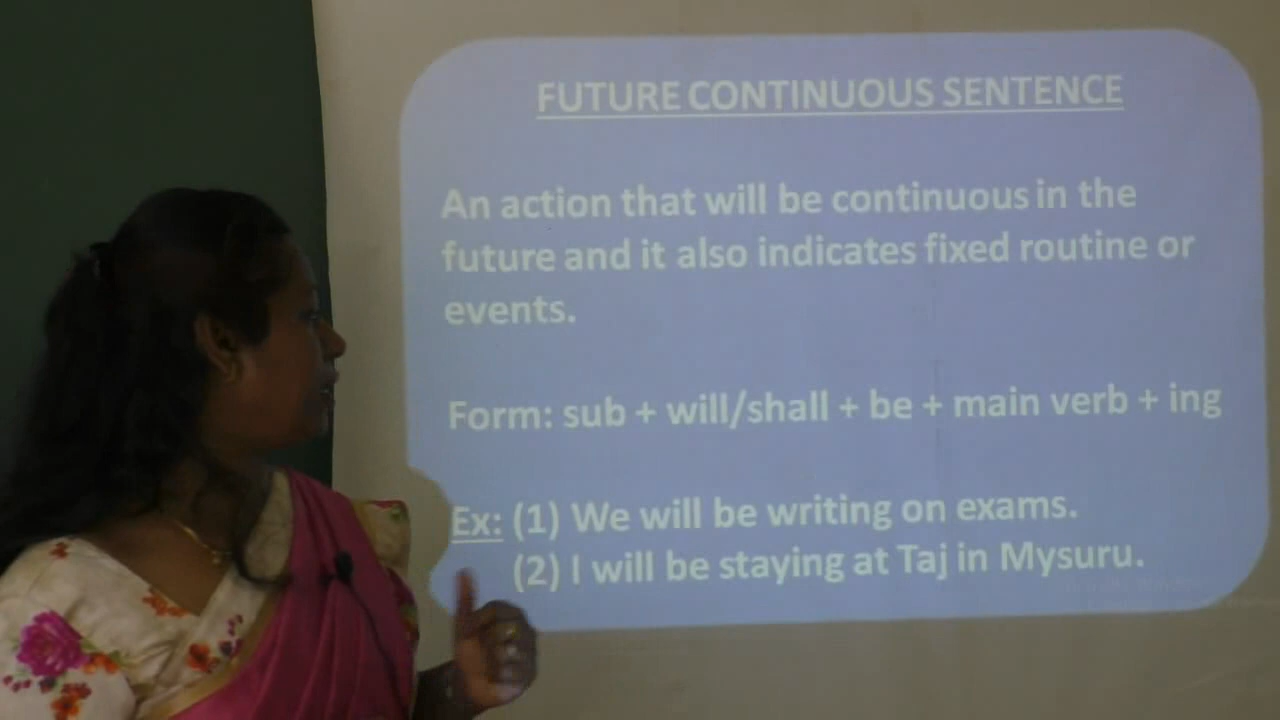 FUTURE CONTINUOUS SENTENCE
An action that will be continuous in the
future and it also indicates fixed routine or
events.
Form: sub + will/shall + be + main verb + ing
Ex: (1) We will be writing on exams.
(2) I will be staying at Taj in Mysuru.